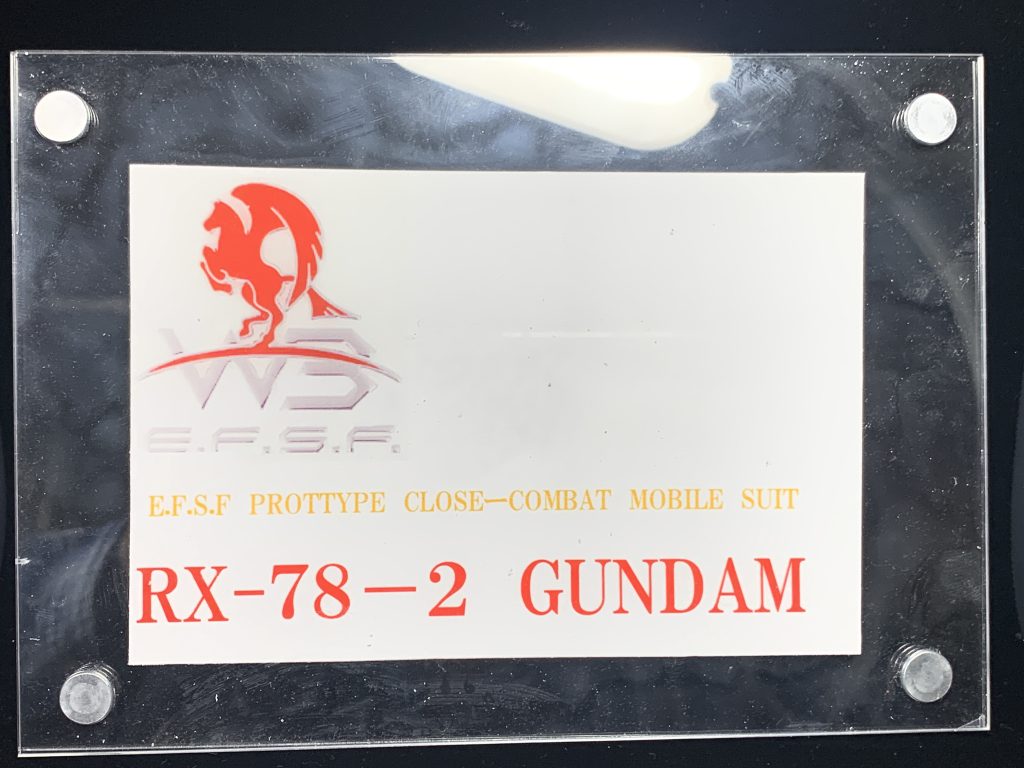 WB
E.F.S.F.
E.F.S.F PROTTYPE CLOSE－COMBAT MOBILE SUIT
RX-78－2 GUNDAM